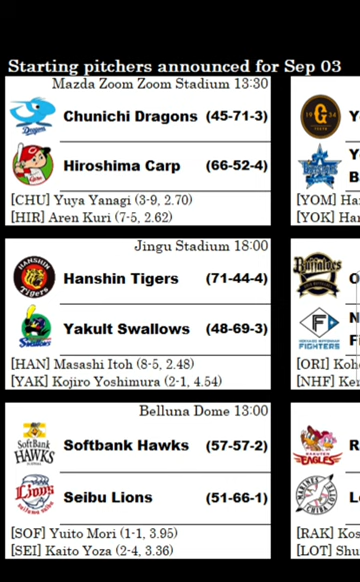 Starting pitchers announced for Sep 03
Mazda Zoom Zoom Stadium 13:30
Chunichi Dragons (45-71-3)
Hiroshima Carp (66-52-4)
[CHU] Yuya Yanagi (3-9, 2.70)
[HIR] Aren Kuri (7-5, 2.62)
Jingu Stadium 18:00
Hanshin Tigers (71-44-4)
Yakult Swallows (48-69-3)
[HAN] Masashi Itoh (8-5, 2.48)
[YAK] Kojiro Yoshimura (2-1, 4.54)
Belluna Dome 13:00
Softbank Hawks (57-57-2)
Seibu Lions (51-66-1)
[SOF] Yuito Mori (1-1, 3.95)
[SEI] Kaito Yoza (2-4, 3.36)
[YOM]
[YOK]
[ORI]
[NHF]
[RAK]
[LOT]